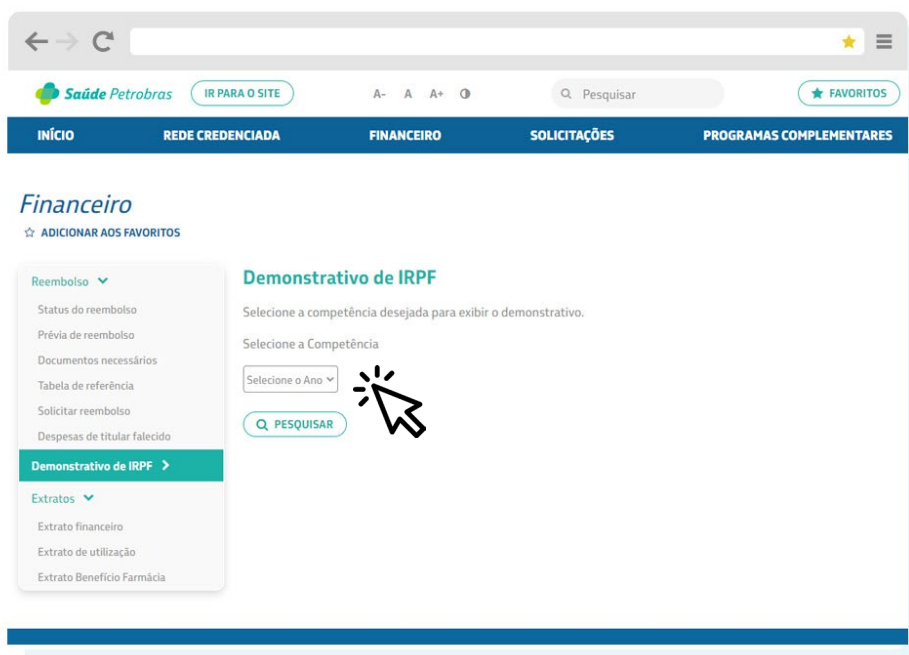 Saúde Petrobras IR PARA O SITE A- A A+ Pesquisar FAVORITOS
INÍCIO REDE CREDENCIADA FINANCEIRO SOLICITAÇÕES PROGRAMAS COMPLEMENTARES
Financeiro
ADICIONAR AOS FAVORITOS
Reembolso
Status do reembolso
Prévia de reembolso
Documentos necessários
Tabela de referência
Solicitar reembolso
Despesas de titular falecido
Demonstrativo de IRPF
Extratos
Extrato financeiro
Extrato de utilização
Extrato Benefício Farmácia
Demonstrativo de IRPF
Selecione a competência desejada para exibir o demonstrativo.
Selecione a Competência
Selecione o Ano
PESQUISAR